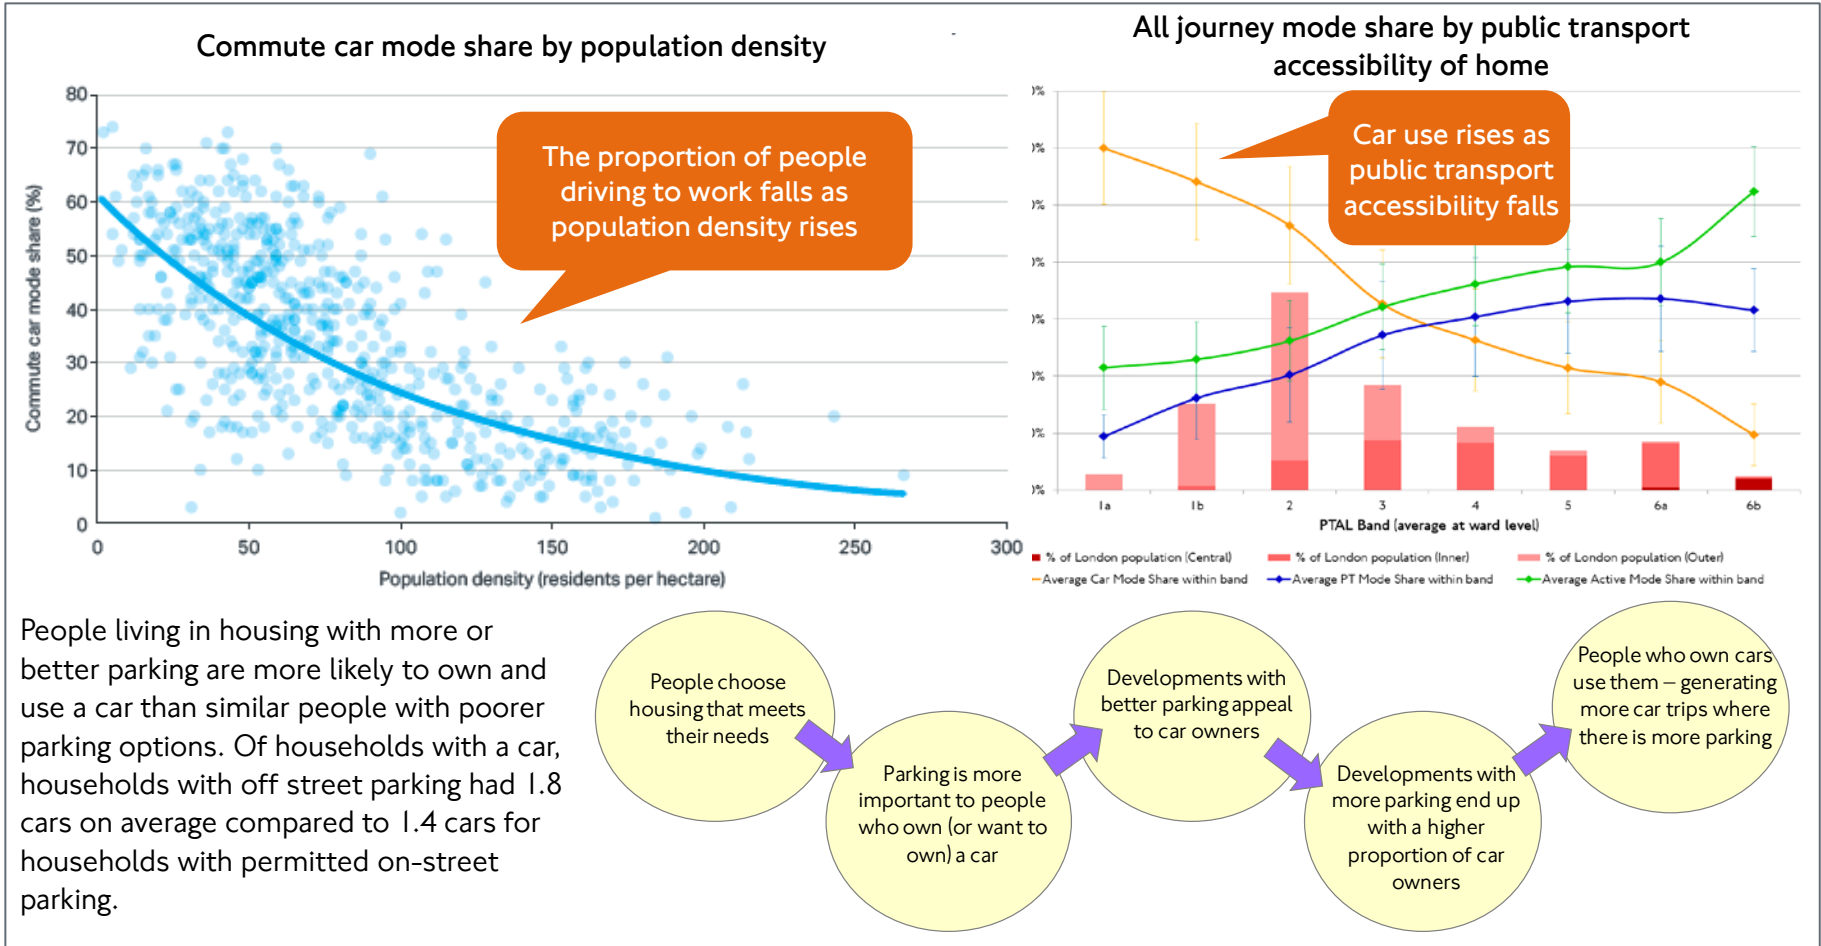 Commute car mode share by population density
80
70
60
50
40
30
20
10
0
0
50
100
150
200
250
300
Commute car mode share (%)
Population density (residents per hectare)
The proportion of people
driving to work falls as
population density rises
All journey mode share by public transport
accessibility of home
%
%
%
%
%
%
%
%
Car use rises as
public transport
accessibility falls
1a
1b
2
3
4
5
6a
6b
PTAL Band (average at ward level)
% of London population (Central)
% of London population (Inner)
% of London population (Outer)
Average Car Mode Share within band
Average PT Mode Share within band
Average Active Mode Share within band
People living in housing with more or
better parking are more likely to own and
use a car than similar people with poorer
parking options. Of households with a car,
households with off street parking had 1.8
cars on average compared to 1.4 cars for
households with permitted on-street
parking.
People choose
housing that meets
their needs
Parking is more
important to people
who own (or want to
own) a car
Developments with
better parking appeal
to car owners
Developments with
more parking end up
with a higher
proportion of car
owners
People who own cars
use them – generating
more car trips where
there is more parking